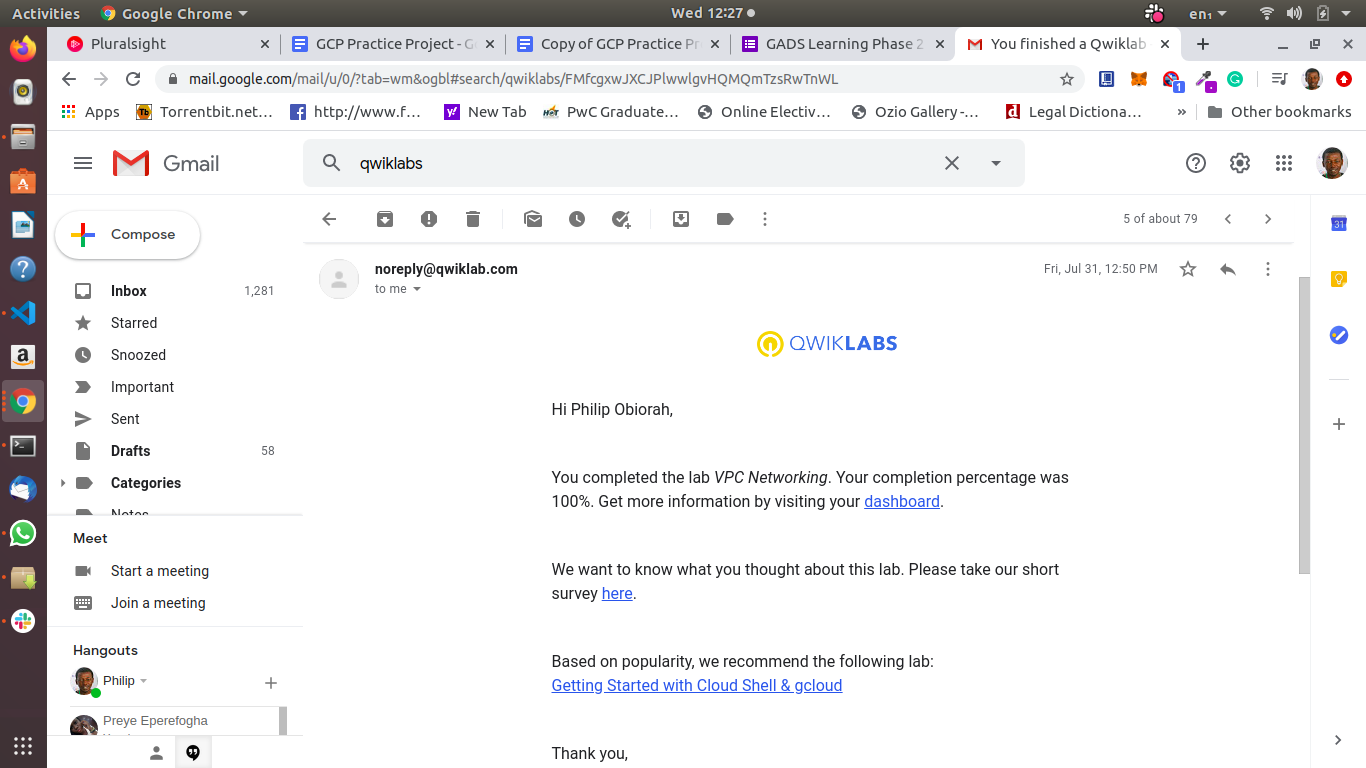 Activities Google Chrome Wed 12:27 en₁
Pluralsight GCP Practice Project - G Copy of GCP Practice Pr GADS Learning Phase 2 You finished a Qwiklab
mail.google.com/mail/u/0/?tab=wm&ogbl#search/qwiklabs/FMfcgxwJXCJPlwwlgvHQMQmTzsRwTnWL
Apps Torrentbit.net… http://www.f… New Tab PwC Graduate… Online Electiv… Ozio Gallery -… Legal Dictiona… » Other bookmarks
Gmail
qwiklabs
Compose
5 of about 79
Inbox 1,281
Starred
Snoozed
Important
Sent
Drafts 58
Categories
Notes
Meet
Start a meeting
Join a meeting
Hangouts
Philip
Preye Eperefogha
noreply@qwiklab.com
Fri, Jul 31, 12:50 PM
to me
QWIKLABS
Hi Philip Obiorah,
You completed the lab VPC Networking. Your completion percentage was
100%. Get more information by visiting your dashboard.
We want to know what you thought about this lab. Please take our short
survey here.
Based on popularity, we recommend the following lab:
Getting Started with Cloud Shell & gcloud
Thank you,